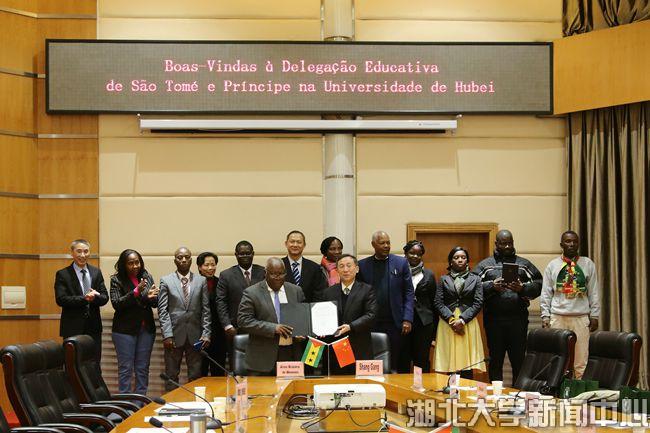 Boas-Vindas à Delegação Educativa
de São Tomé e Príncipe na Universidade de Hubei
Shang Gang
湖北大学新闻中心